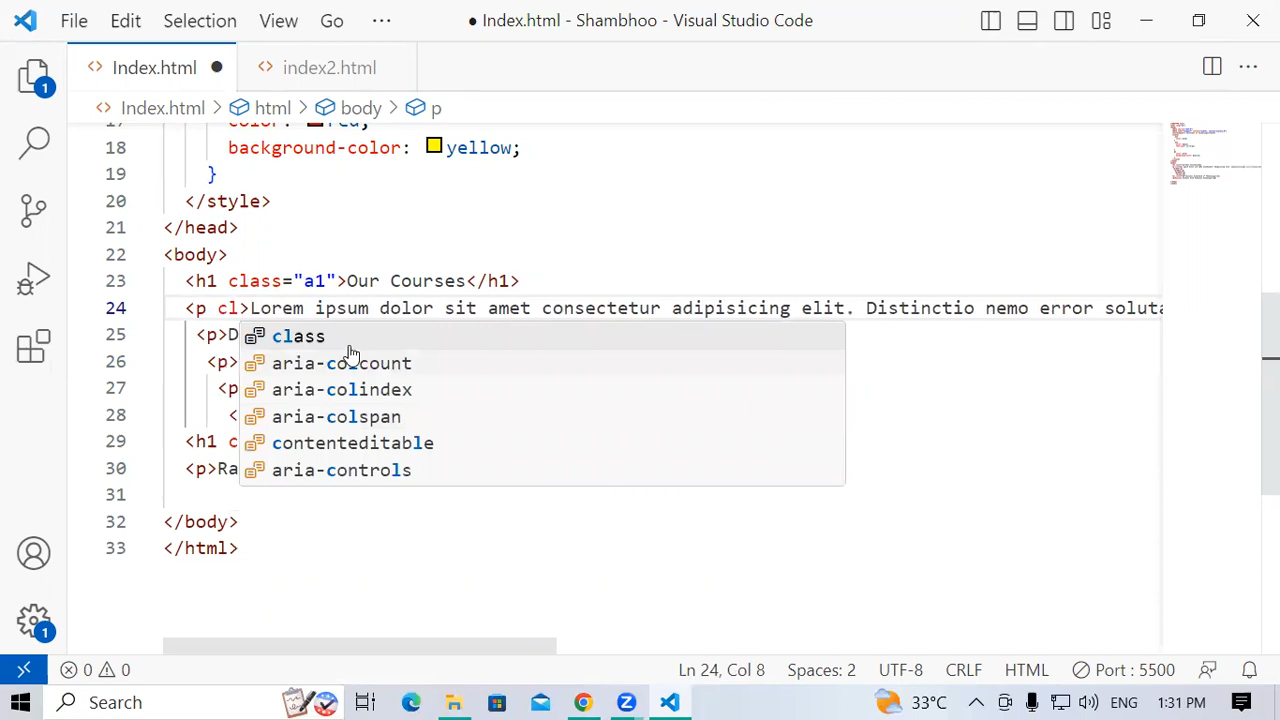 File Edit Selection View Go ··· ● Index.html - Shambhoo - Visual Studio Code
Index.html ● index2.html
Index.html > html > body > p
color: red;
18 background-color: yellow;
19 }
20 </style>
21 </head>
22 <body>
23 <h1 class="a1">Our Courses</h1>
24 <p cl>Lorem ipsum dolor sit amet consectetur adipisicing elit. Distinctio nemo error soluta
25 <p>D
class
26 <p>
aria-colcount
27 <p
aria-colindex
28 <
aria-colspan
29 <h1 c
contenteditable
30 <p>Ra
aria-controls
31
32 </body>
33 </html>
1
1
0 0 Ln 24, Col 8 Spaces: 2 UTF-8 CRLF HTML Port : 5500
Search 33°C ENG 1:31 PM